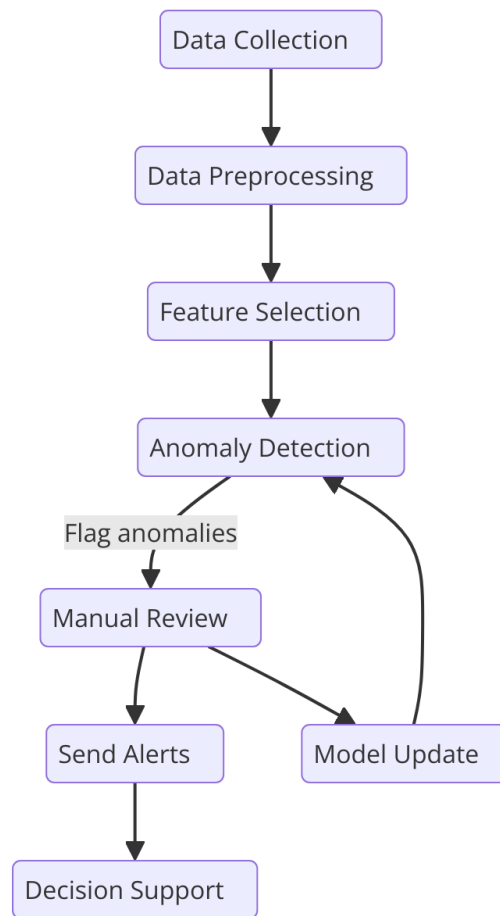 Data Collection
Data Preprocessing
Feature Selection
Anomaly Detection
Flag anomalies
Manual Review
Send Alerts
Model Update
Decision Support